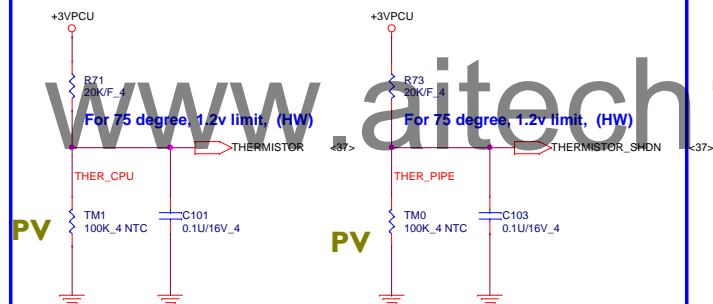 +3VPCU
R71
20K/F_4
For 75 degree, 1.2v limit, (HW)
THERMISTOR
<37>
THER_CPU
PV
TM1
100K_4 NTC
C101
0.1U/16V_4
+3VPCU
R73
20K/F_4
For 75 degree, 1.2v limit, (HW)
THERMISTOR_SHDN
<37>
THER_PIPE
PV
TM0
100K_4 NTC
C103
0.1U/16V_4
www.aitech